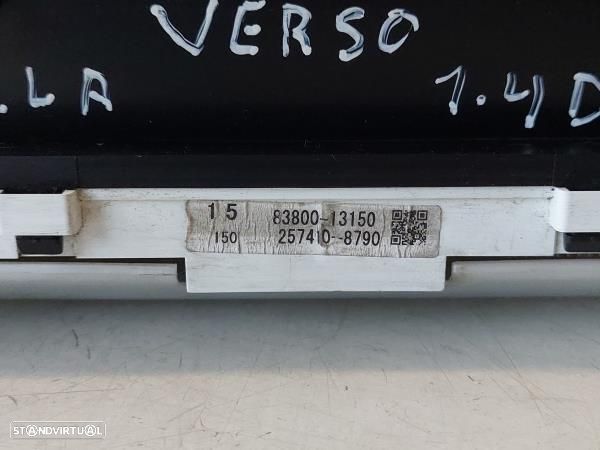 VERSO
.LA 1.4D
15 83800-13150
150 257410-8790
STANDVIRTUAL